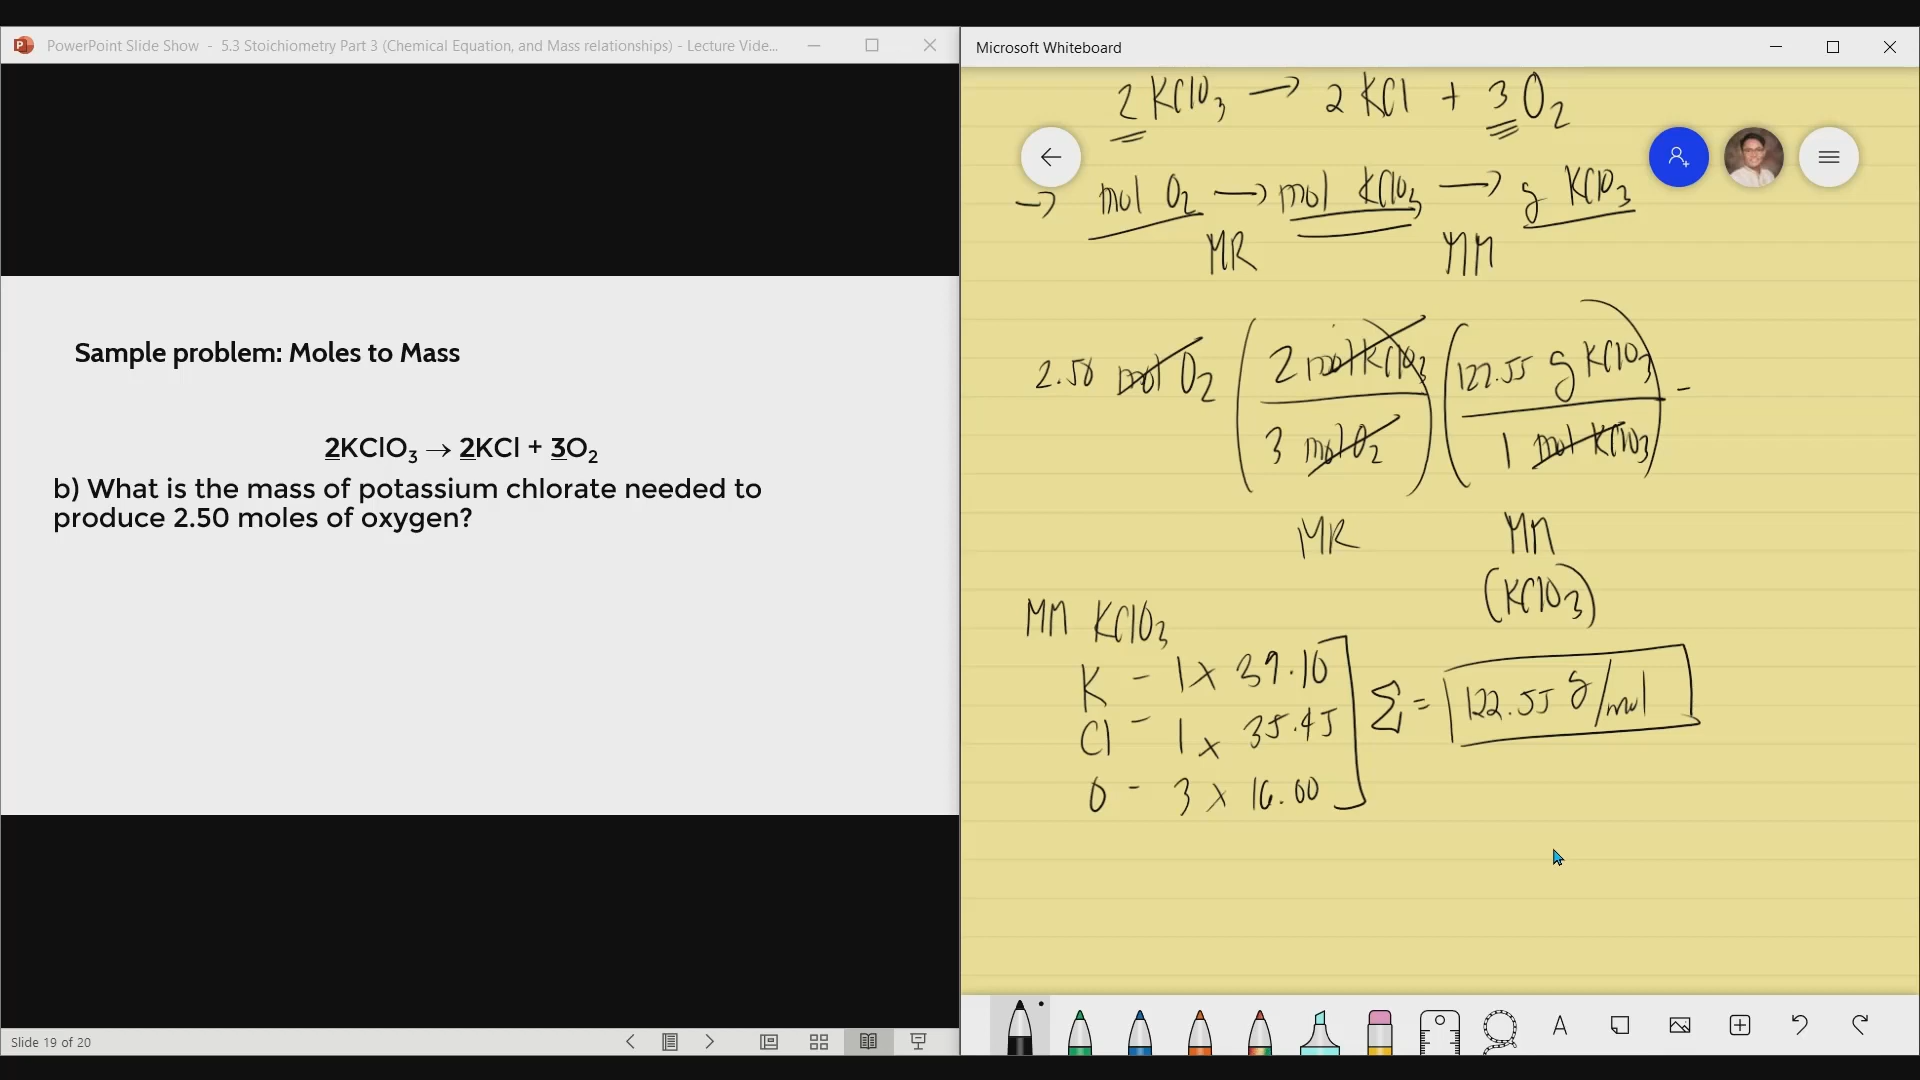 PowerPoint Slide Show - 5.3 Stoichiometry Part 3 (Chemical Equation, and Mass relationships) - Lecture Vide...
Sample problem: Moles to Mass
2KClO3 → 2KCl + 3O2
b) What is the mass of potassium chlorate needed to
produce 2.50 moles of oxygen?
Slide 19 of 20
Microsoft Whiteboard
2 KClO3 → 2 KCl + 3 O2
→ mol O2 → mol KClO3 → g KClO3
MR MM
2.50 mol O2 (2 mol KClO3 / 3 mol O2) (122.55 g KClO3 / 1 mol KClO3) =
MR MM
(KClO3)
MM KClO3
K - 1 x 39.10
Cl - 1 x 35.45
O - 3 x 16.00
Σ = 122.55 g/mol